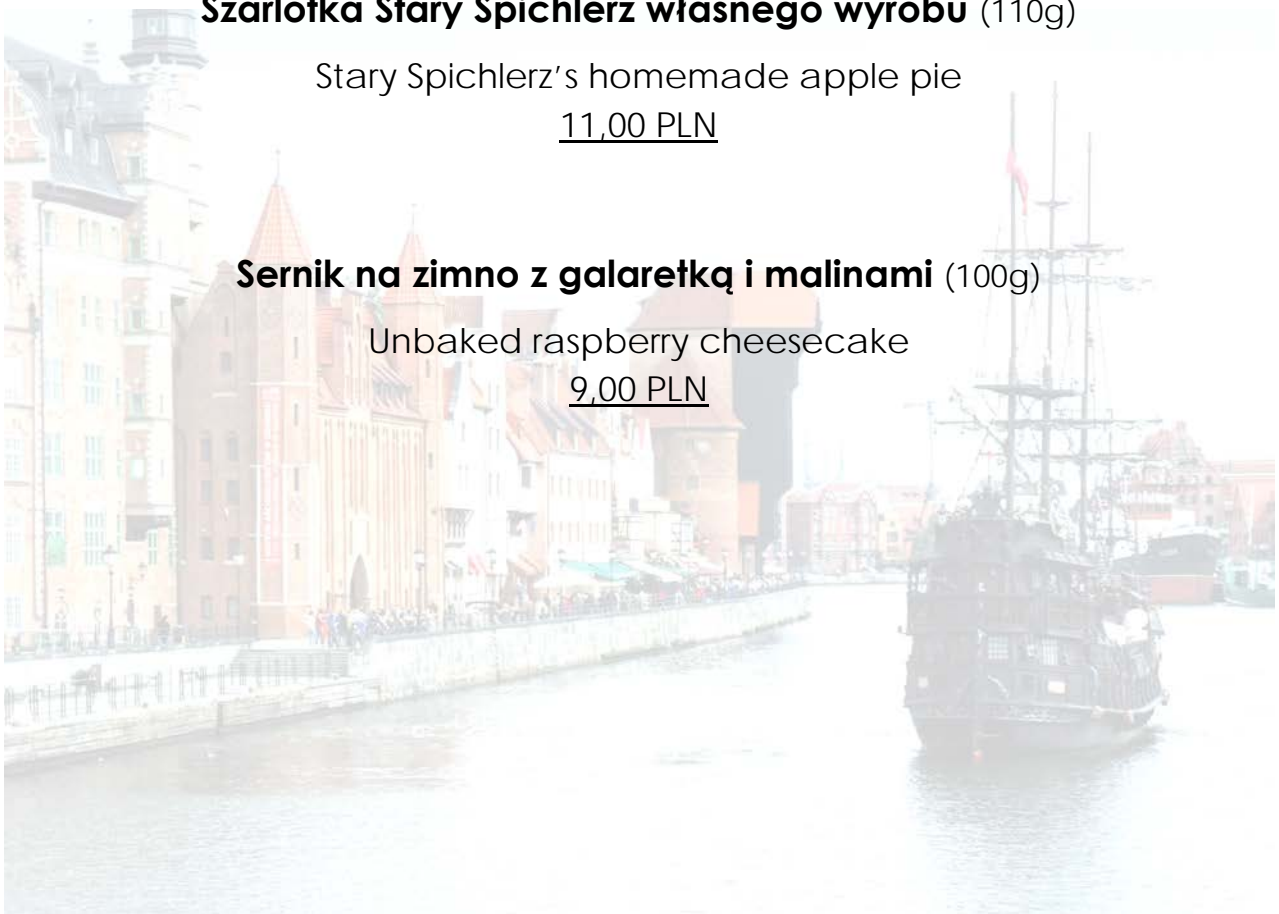 Szarlotka Stary Spichlerz własnego wyrobu (110g)
Stary Spichlerz’s homemade apple pie
11,00 PLN
Sernik na zimno z galaretką i malinami (100g)
Unbaked raspberry cheesecake
9,00 PLN